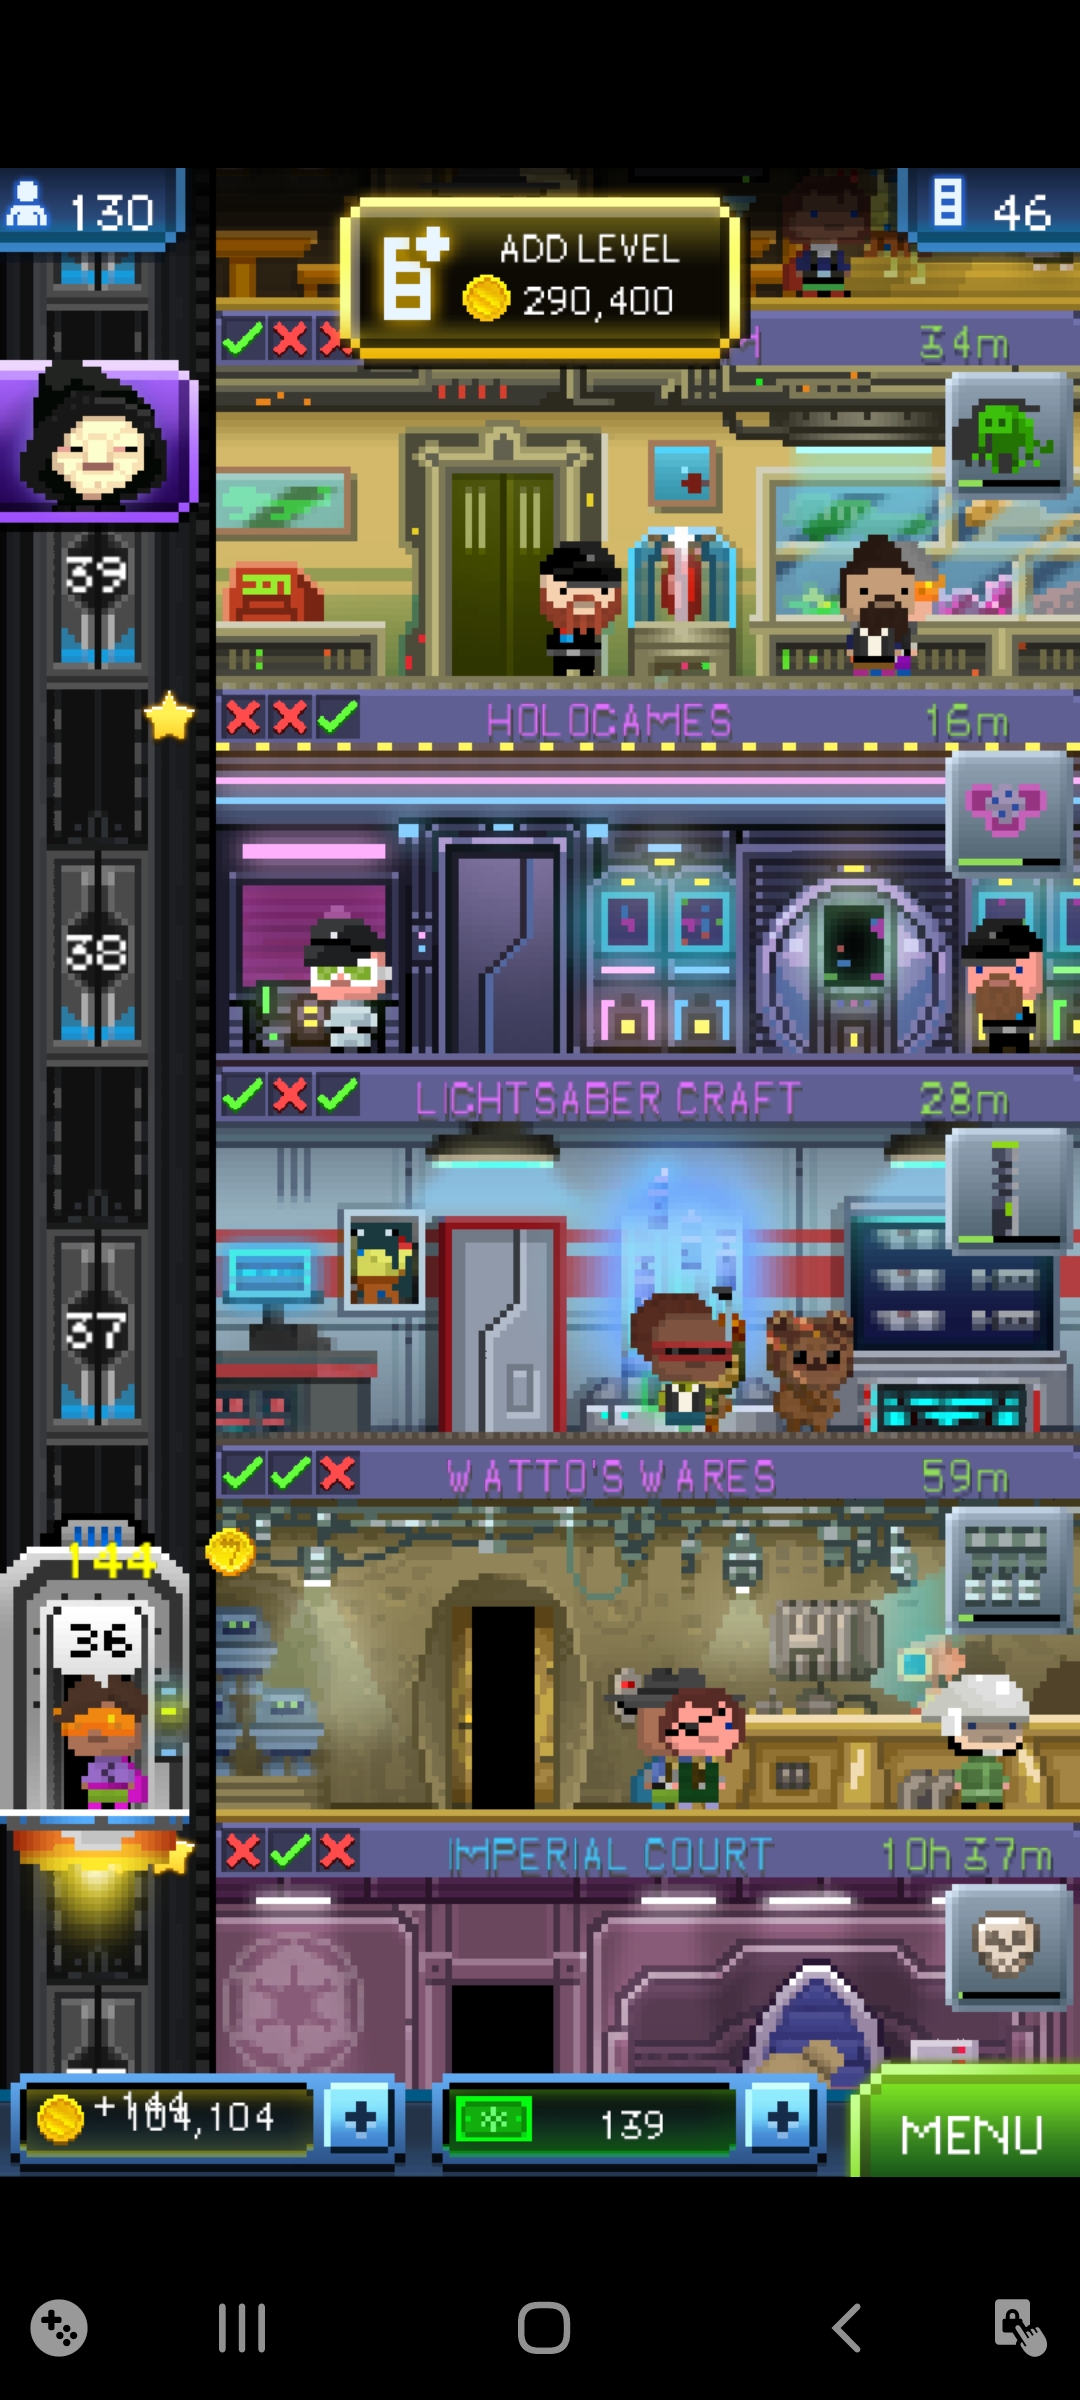 130
ADD LEVEL
290,400
46
34m
39
HOLOGAMES
16m
38
LIGHTSABER CRAFT
28m
37
WATTO'S WARES
59m
144
36
IMPERIAL COURT
10h 37m
+144
104,104
139
MENU